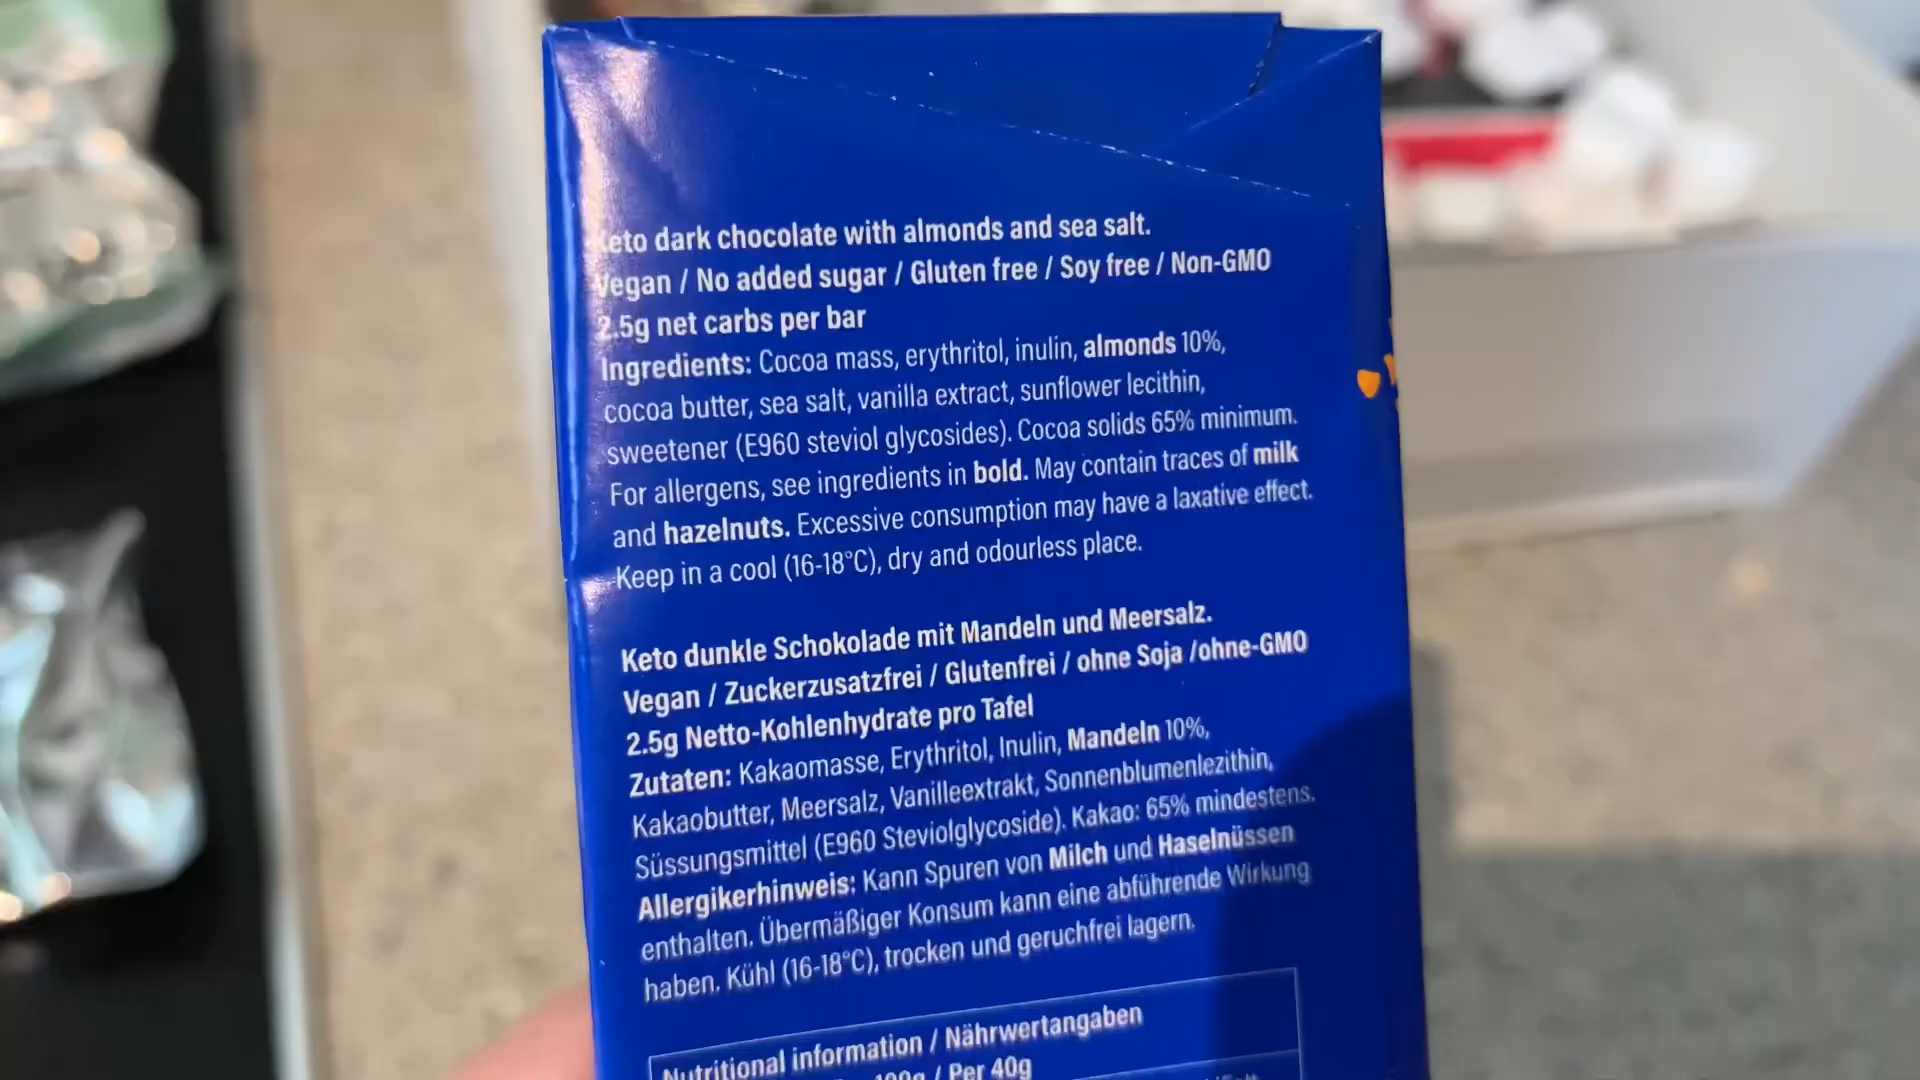 Keto dark chocolate with almonds and sea salt.
Vegan / No added sugar / Gluten free / Soy free / Non-GMO
2.5g net carbs per bar
Ingredients: Cocoa mass, erythritol, inulin, almonds 10%,
cocoa butter, sea salt, vanilla extract, sunflower lecithin,
sweetener (E960 steviol glycosides). Cocoa solids 65% minimum.
For allergens, see ingredients in bold. May contain traces of milk
and hazelnuts. Excessive consumption may have a laxative effect.
Keep in a cool (16-18°C), dry and odourless place.
Keto dunkle Schokolade mit Mandeln und Meersalz.
Vegan / Zuckerzusatzfrei / Glutenfrei / ohne Soja /ohne-GMO
2.5g Netto-Kohlenhydrate pro Tafel
Zutaten: Kakaomasse, Erythritol, Inulin, Mandeln 10%,
Kakaobutter, Meersalz, Vanilleextrakt, Sonnenblumenlezithin,
Süssungsmittel (E960 Steviolglycoside). Kakao: 65% mindestens.
Allergikerhinweis: Kann Spuren von Milch und Haselnüssen
enthalten. Übermäßiger Konsum kann eine abführende Wirkung
haben. Kühl (16-18°C), trocken und geruchfrei lagern.
Nutritional information / Nährwertangaben
100g / Per 40g